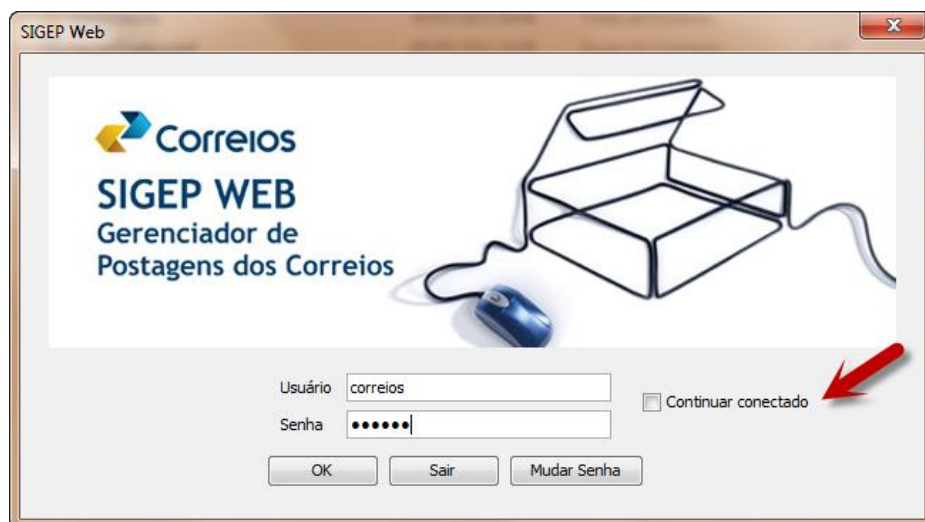 SIGEP Web
Correios
SIGEP WEB
Gerenciador de
Postagens dos Correios
Usuário correios
Senha ●●●●●●
Continuar conectado
OK Sair Mudar Senha